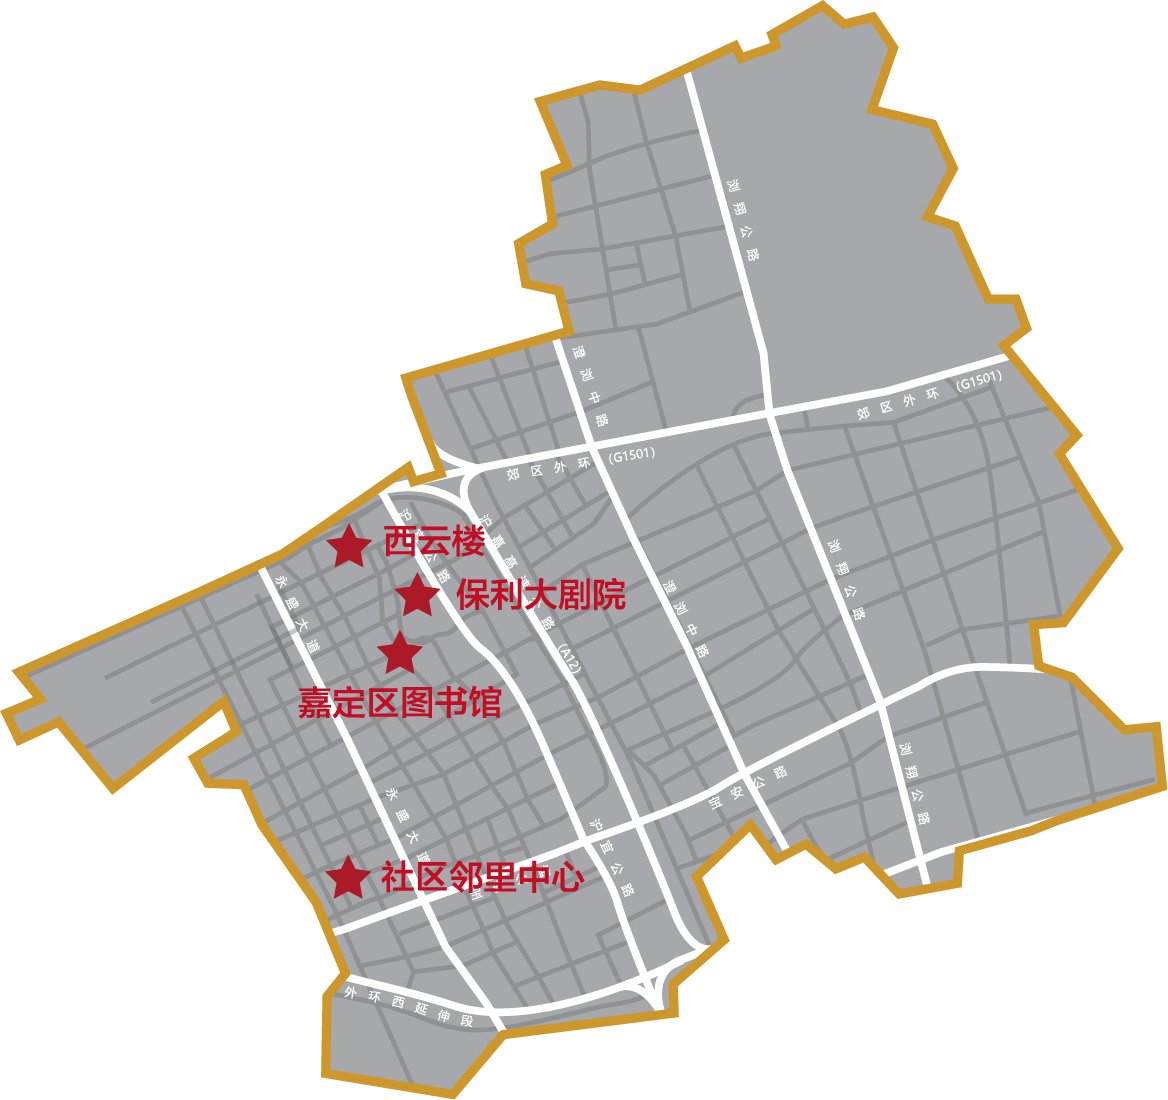 浏翔公路
澄浏中路
郊区外环 (G1501)
郊区外环 (G1501)
西云楼
保利大剧院
沪嘉高速公路 (A12)
浏翔公路
永盛大道
澄浏中路
嘉定区图书馆
浏翔公路
宝安公路
永盛大道
沪宜公路
社区邻里中心
外环西延伸段